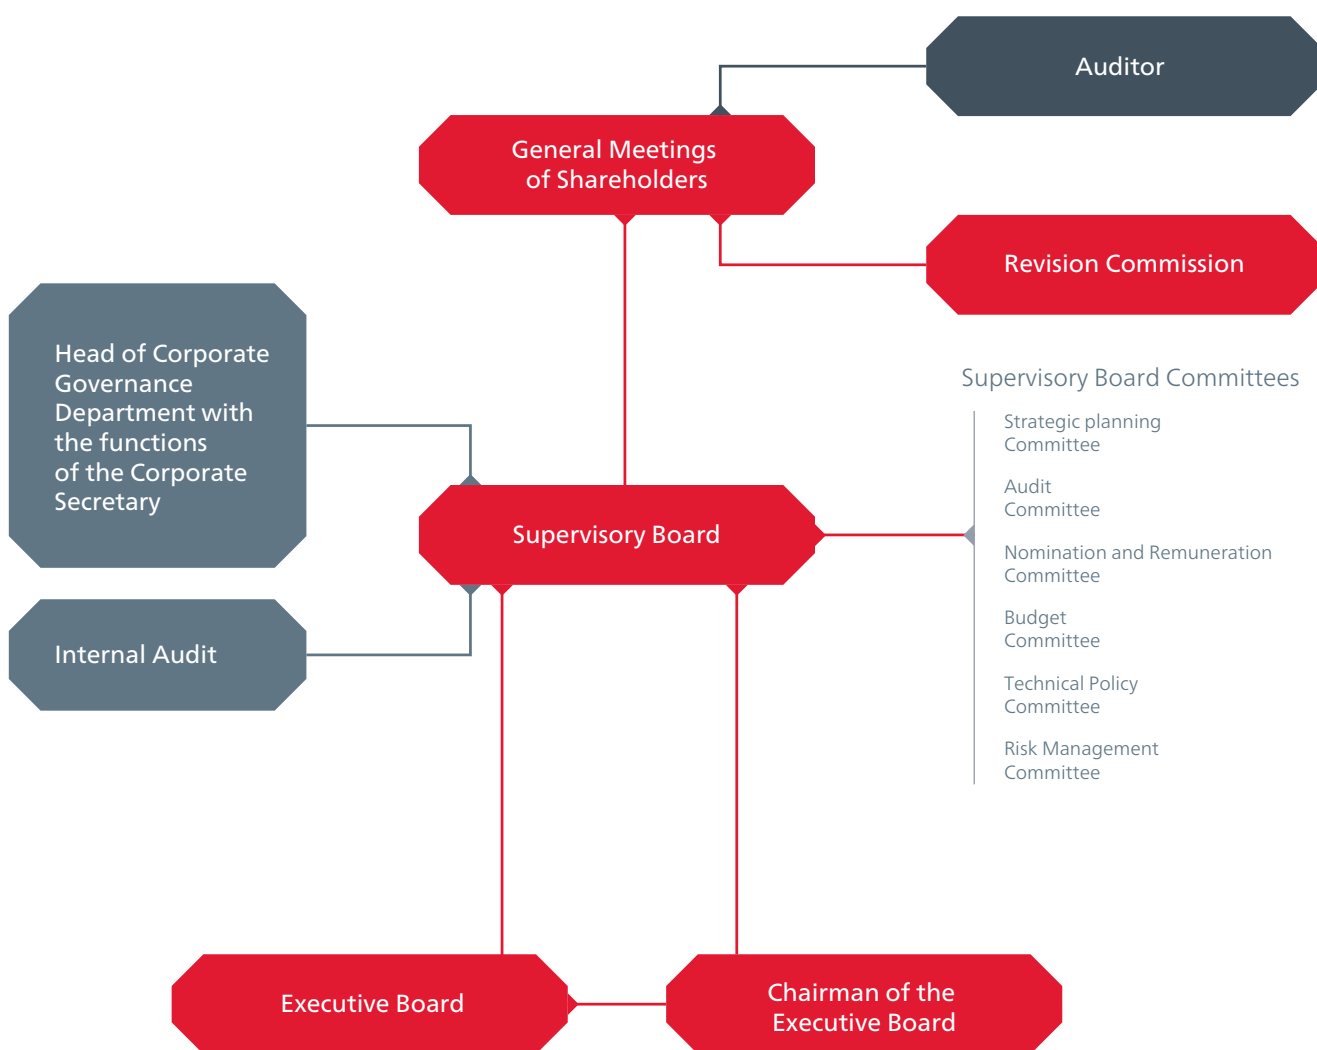 Auditor
General Meetings
of Shareholders
Revision Commission
Head of Corporate
Governance
Department with
the functions
of the Corporate
Secretary
Supervisory Board Committees
Strategic planning
Committee
Audit
Committee
Nomination and Remuneration
Committee
Budget
Committee
Technical Policy
Committee
Risk Management
Committee
Supervisory Board
Internal Audit
Executive Board
Chairman of the
Executive Board